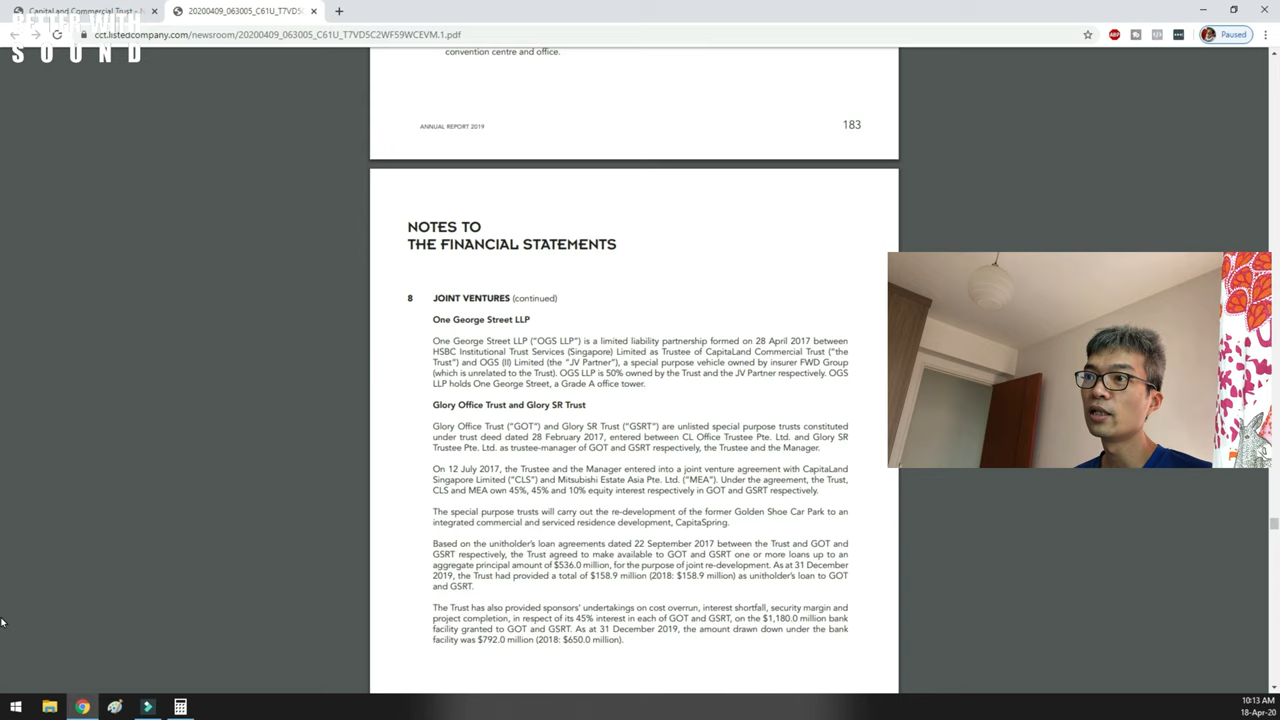 CapitaLand Commercial Trust - N
20200409_063005_C61U_T7VD5C
BETTER WITH
SOUND
cct.listedcompany.com/newsroom/20200409_063005_C61U_T7VD5C2WF59WCEVM.1.pdf
ABP
Paused
convention centre and office.
ANNUAL REPORT 2019
183
NOTES TO
THE FINANCIAL STATEMENTS
8 JOINT VENTURES (continued)
One George Street LLP
One George Street LLP ("OGS LLP") is a limited liability partnership formed on 28 April 2017 between
HSBC Institutional Trust Services (Singapore) Limited as Trustee of CapitaLand Commercial Trust ("the
Trust") and OGS (II) Limited (the "JV Partner"), a special purpose vehicle owned by insurer FWD Group
(which is unrelated to the Trust). OGS LLP is 50% owned by the Trust and the JV Partner respectively. OGS
LLP holds One George Street, a Grade A office tower.
Glory Office Trust and Glory SR Trust
Glory Office Trust ("GOT") and Glory SR Trust ("GSRT") are unlisted special purpose trusts constituted
under trust deed dated 28 February 2017, entered between CL Office Trustee Pte. Ltd. and Glory SR
Trustee Pte. Ltd. as trustee-manager of GOT and GSRT respectively, the Trustee and the Manager.
On 12 July 2017, the Trustee and the Manager entered into a joint venture agreement with CapitaLand
Singapore Limited ("CLS") and Mitsubishi Estate Asia Pte. Ltd. ("MEA"). Under the agreement, the Trust,
CLS and MEA own 45%, 45% and 10% equity interest respectively in GOT and GSRT respectively.
The special purpose trusts will carry out the re-development of the former Golden Shoe Car Park to an
integrated commercial and serviced residence development, CapitaSpring.
Based on the unitholder's loan agreements dated 22 September 2017 between the Trust and GOT and
GSRT respectively, the Trust agreed to make available to GOT and GSRT one or more loans up to an
aggregate principal amount of $536.0 million, for the purpose of joint re-development. As at 31 December
2019, the Trust had provided a total of $158.9 million (2018: $158.9 million) as unitholder's loan to GOT
and GSRT.
The Trust has also provided sponsors' undertakings on cost overrun, interest shortfall, security margin and
project completion, in respect of its 45% interest in each of GOT and GSRT, on the $1,180.0 million bank
facility granted to GOT and GSRT. As at 31 December 2019, the amount drawn down under the bank
facility was $792.0 million (2018: $650.0 million).
10:13 AM
18-Apr-20